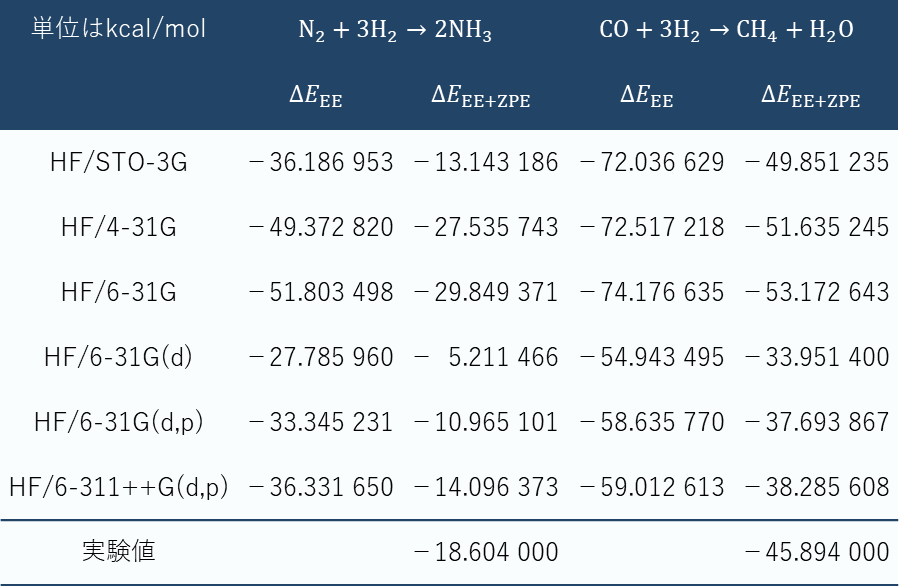 単位はkcal/mol N₂ + 3H₂ → 2NH₃ CO + 3H₂ → CH₄ + H₂O
ΔE_EE ΔE_EE+ZPE ΔE_EE ΔE_EE+ZPE
HF/STO-3G −36.186 953 −13.143 186 −72.036 629 −49.851 235
HF/4-31G −49.372 820 −27.535 743 −72.517 218 −51.635 245
HF/6-31G −51.803 498 −29.849 371 −74.176 635 −53.172 643
HF/6-31G(d) −27.785 960 − 5.211 466 −54.943 495 −33.951 400
HF/6-31G(d,p) −33.345 231 −10.965 101 −58.635 770 −37.693 867
HF/6-311++G(d,p) −36.331 650 −14.096 373 −59.012 613 −38.285 608
実験値 −18.604 000 −45.894 000